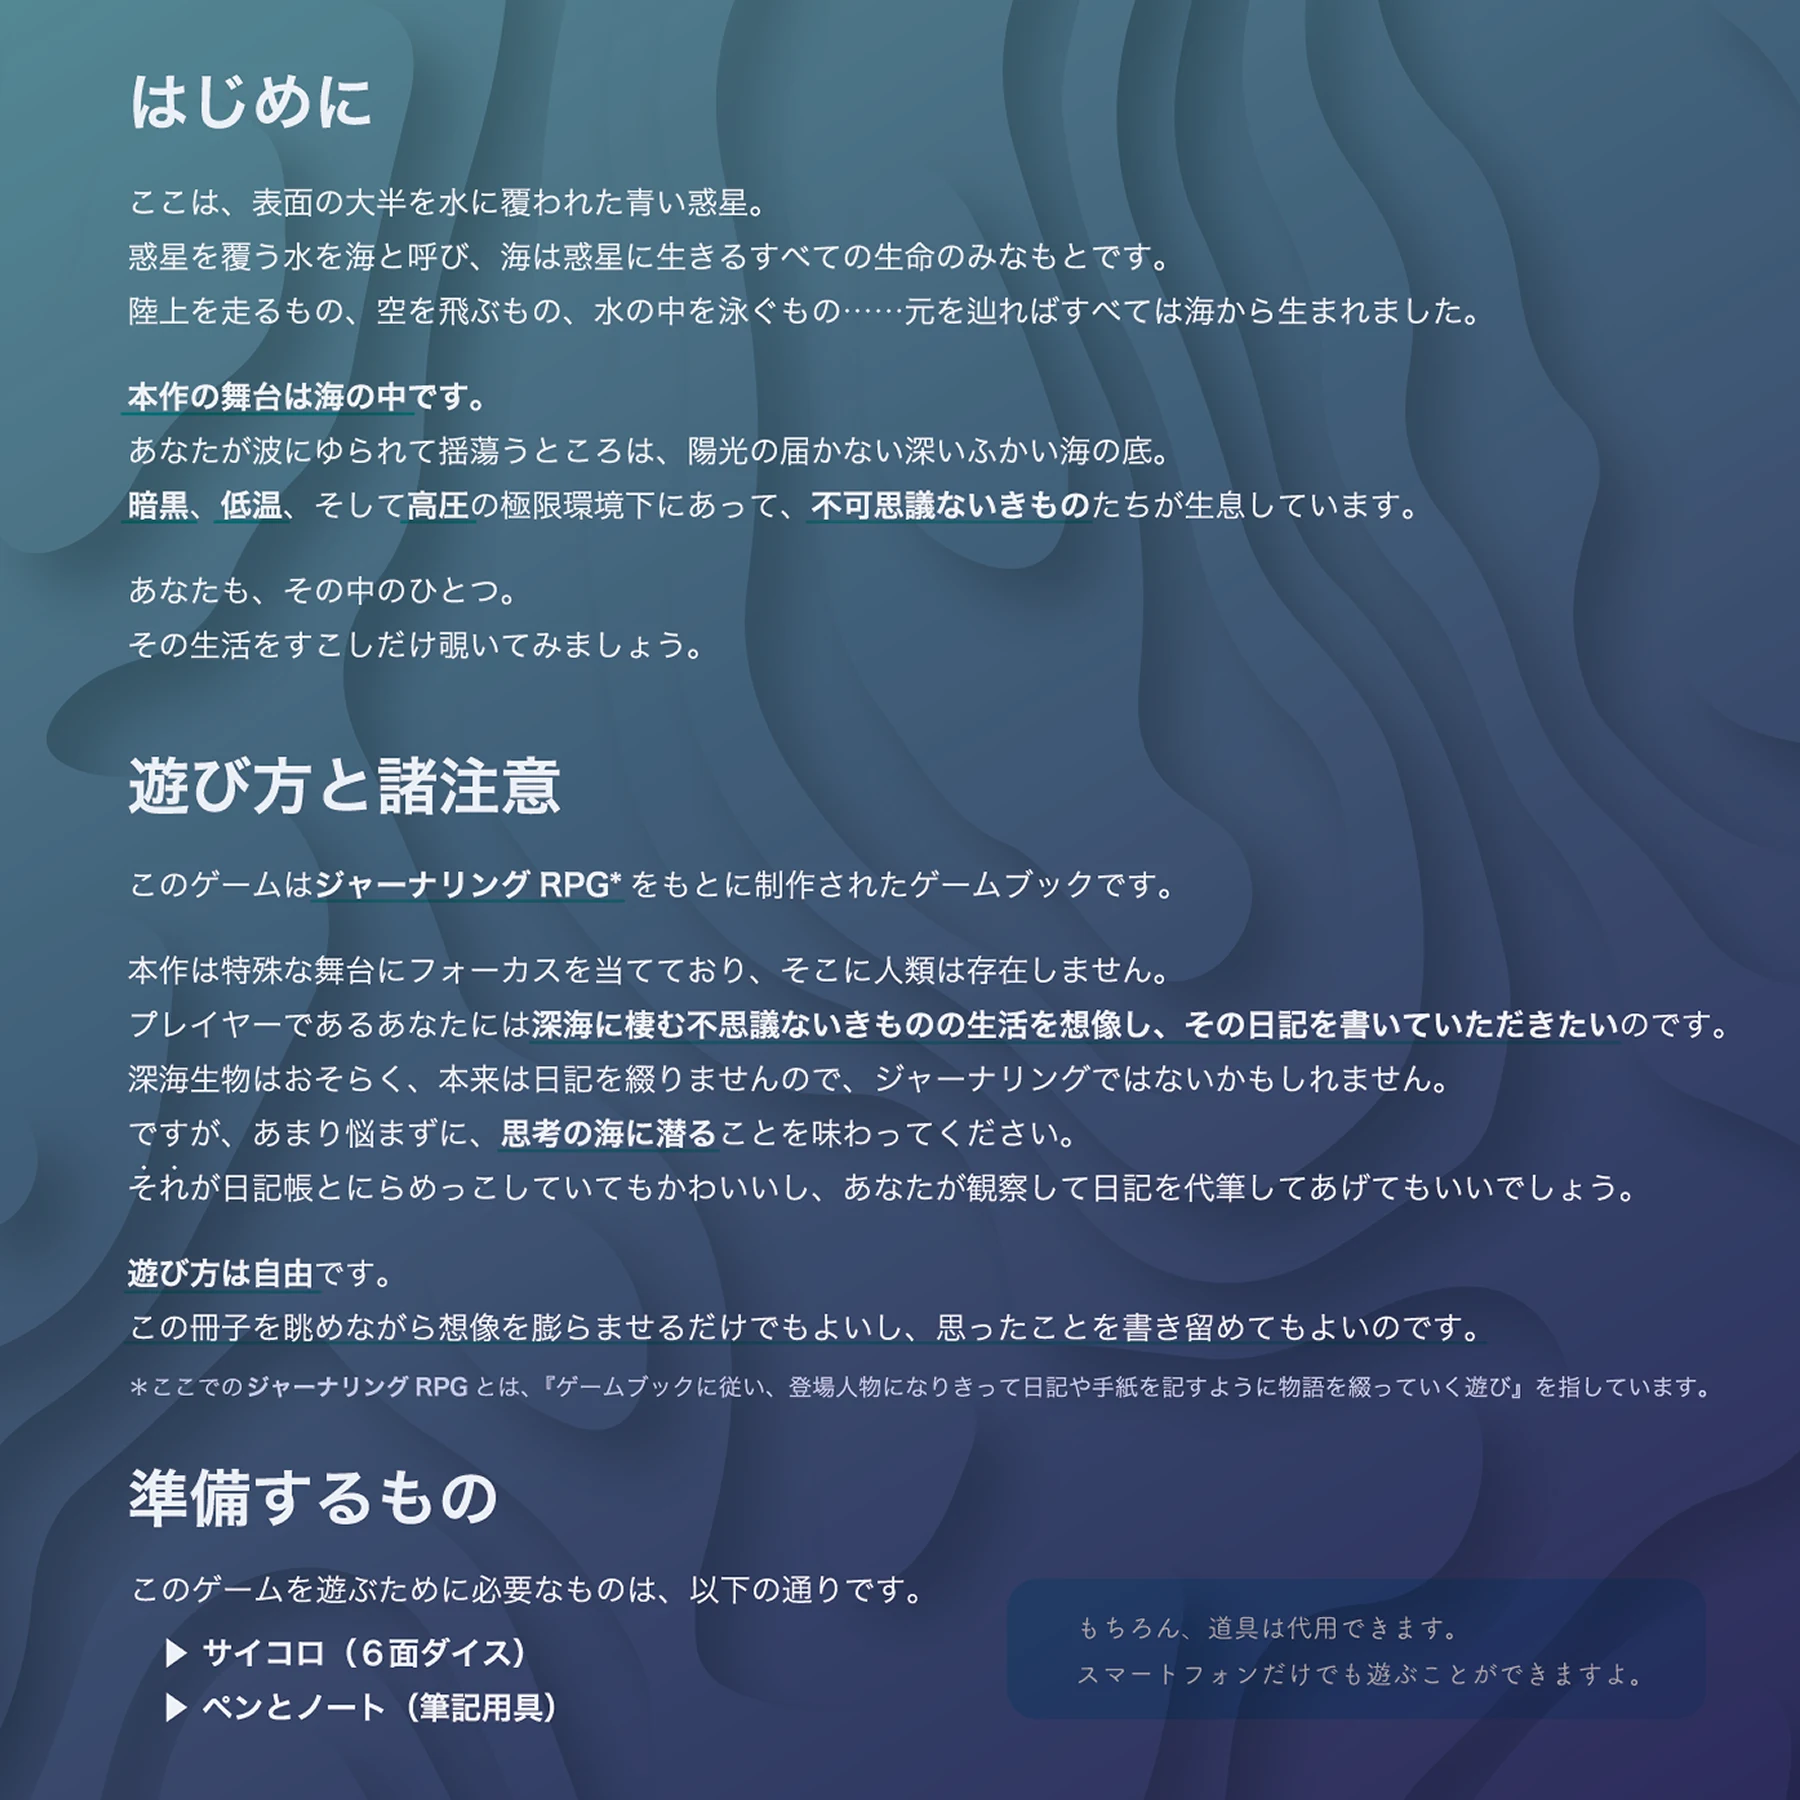 はじめに
ここは、表面の大半を水に覆われた青い惑星。
惑星を覆う水を海と呼び、海は惑星に生きるすべての生命のみなもとです。
陸上を走るもの、空を飛ぶもの、水の中を泳ぐもの……元を辿ればすべては海から生まれました。
本作の舞台は海の中です。
あなたが波にゆられて揺蕩うところは、陽光の届かない深いふかい海の底。
暗黒、低温、そして高圧の極限環境下にあって、不可思議ないきものたちが生息しています。
あなたも、その中のひとつ。
その生活をすこしだけ覗いてみましょう。
遊び方と諸注意
このゲームはジャーナリング RPG* をもとに制作されたゲームブックです。
本作は特殊な舞台にフォーカスを当てており、そこに人類は存在しません。
プレイヤーであるあなたには深海に棲む不思議ないきものの生活を想像し、その日記を書いていただきたいのです。
深海生物はおそらく、本来は日記を綴りませんので、ジャーナリングではないかもしれません。
ですが、あまり悩まずに、思考の海に潜ることを味わってください。
それが日記帳とにらめっこしていてもかわいいし、あなたが観察して日記を代筆してあげてもいいでしょう。
遊び方は自由です。
この冊子を眺めながら想像を膨らませるだけでもよいし、思ったことを書き留めてもよいのです。
＊ここでのジャーナリング RPG とは、『ゲームブックに従い、登場人物になりきって日記や手紙を記すように物語を綴っていく遊び』を指しています。
準備するもの
このゲームを遊ぶために必要なものは、以下の通りです。
▶ サイコロ（６面ダイス）
▶ ペンとノート（筆記用具）
もちろん、道具は代用できます。
スマートフォンだけでも遊ぶことができますよ。